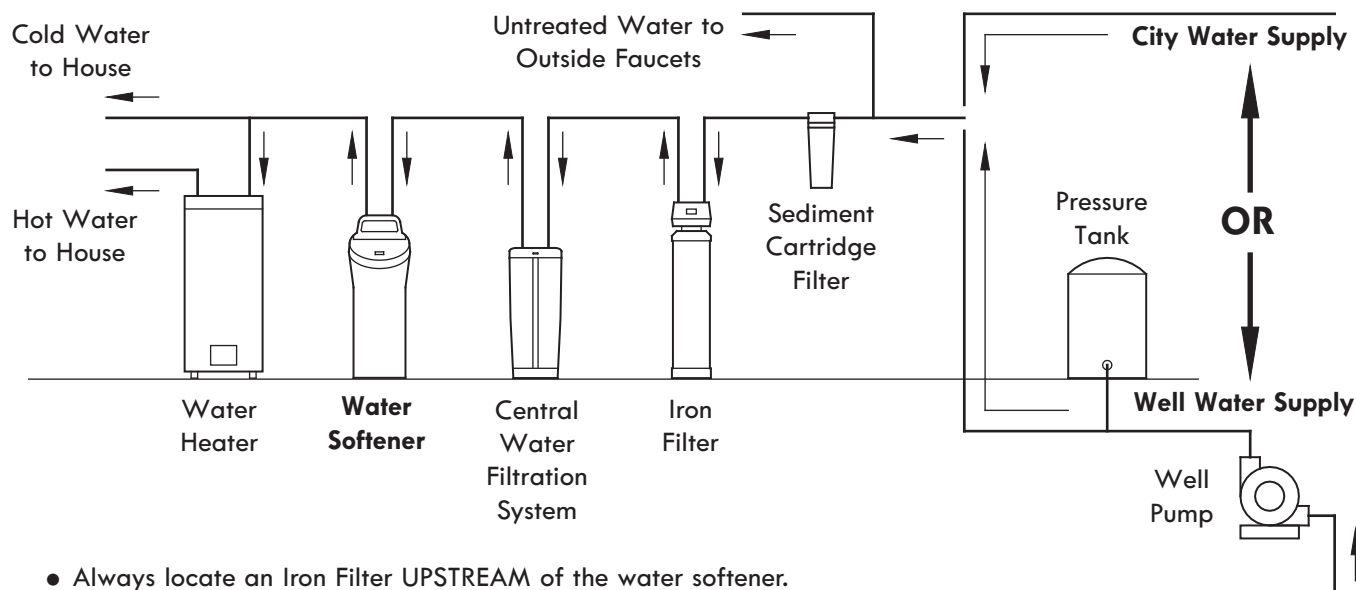 Cold Water
to House
Untreated Water to
Outside Faucets
City Water Supply
Hot Water
to House
Sediment
Cartridge
Filter
Pressure
Tank
OR
Well Water Supply
Water
Heater
Water
Softener
Central
Water
Filtration
System
Iron
Filter
Well
Pump
● Always locate an Iron Filter UPSTREAM of the water softener.